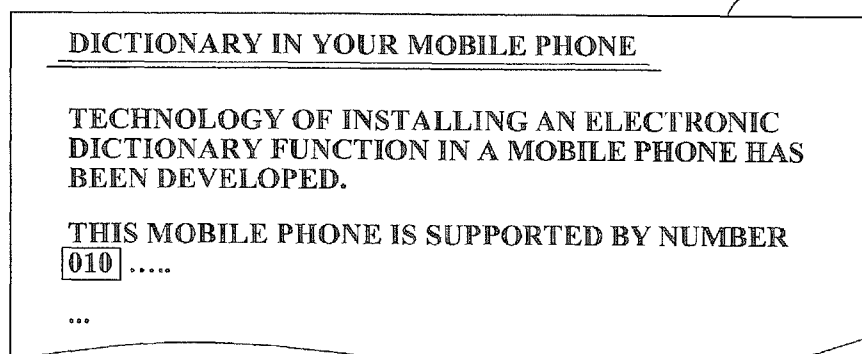 DICTIONARY IN YOUR MOBILE PHONE
TECHNOLOGY OF INSTALLING AN ELECTRONIC
DICTIONARY FUNCTION IN A MOBILE PHONE HAS
BEEN DEVELOPED.
THIS MOBILE PHONE IS SUPPORTED BY NUMBER
010 .....
...